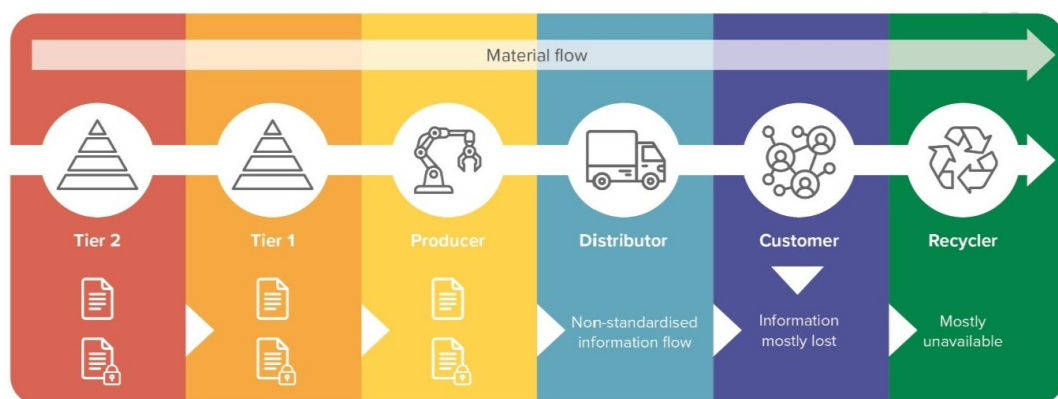 Material flow
Tier 2
Tier 1
Producer
Distributor
Customer
Recycler
Non-standardised
information flow
Information
mostly lost
Mostly
unavailable